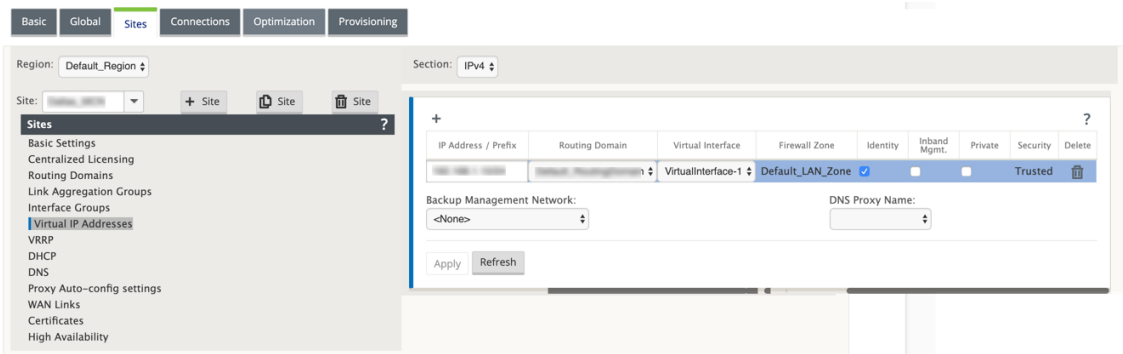 Basic Global Sites Connections Optimization Provisioning
Region: Default_Region Section: IPv4
Site: + Site Site Site
Sites ?
Basic Settings
Centralized Licensing
Routing Domains
Link Aggregation Groups
Interface Groups
Virtual IP Addresses
VRRP
DHCP
DNS
Proxy Auto-config settings
WAN Links
Certificates
High Availability
+ ?
IP Address / Prefix Routing Domain Virtual Interface Firewall Zone Identity Inband Mgmt. Private Security Delete
VirtualInterface-1 Default_LAN_Zone Trusted
Backup Management Network: DNS Proxy Name:
<None>
Apply Refresh